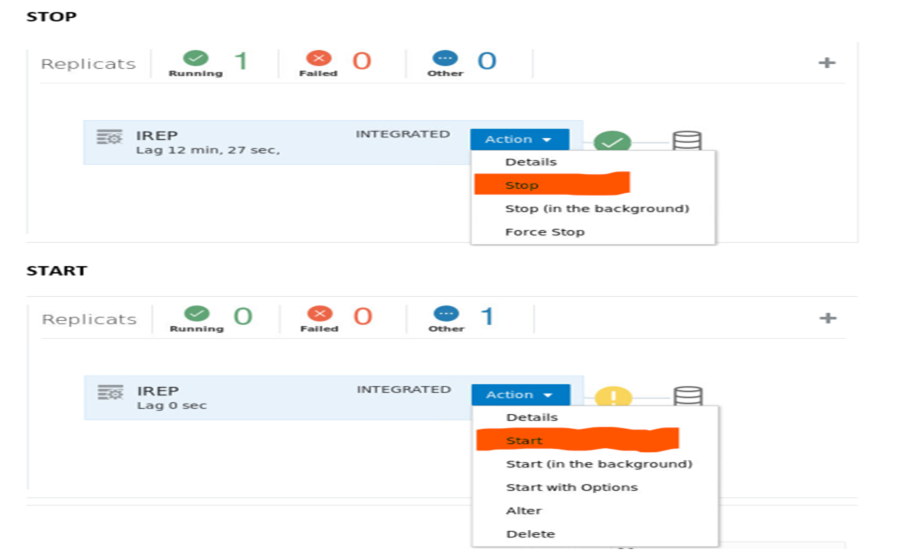 STOP
Replicats Running 1 Failed 0 Other 0 +
IREP INTEGRATED Action
Lag 12 min, 27 sec,
Details
Stop
Stop (in the background)
Force Stop
START
Replicats Running 0 Failed 0 Other 1 +
IREP INTEGRATED Action
Lag 0 sec
Details
Start
Start (in the background)
Start with Options
Alter
Delete